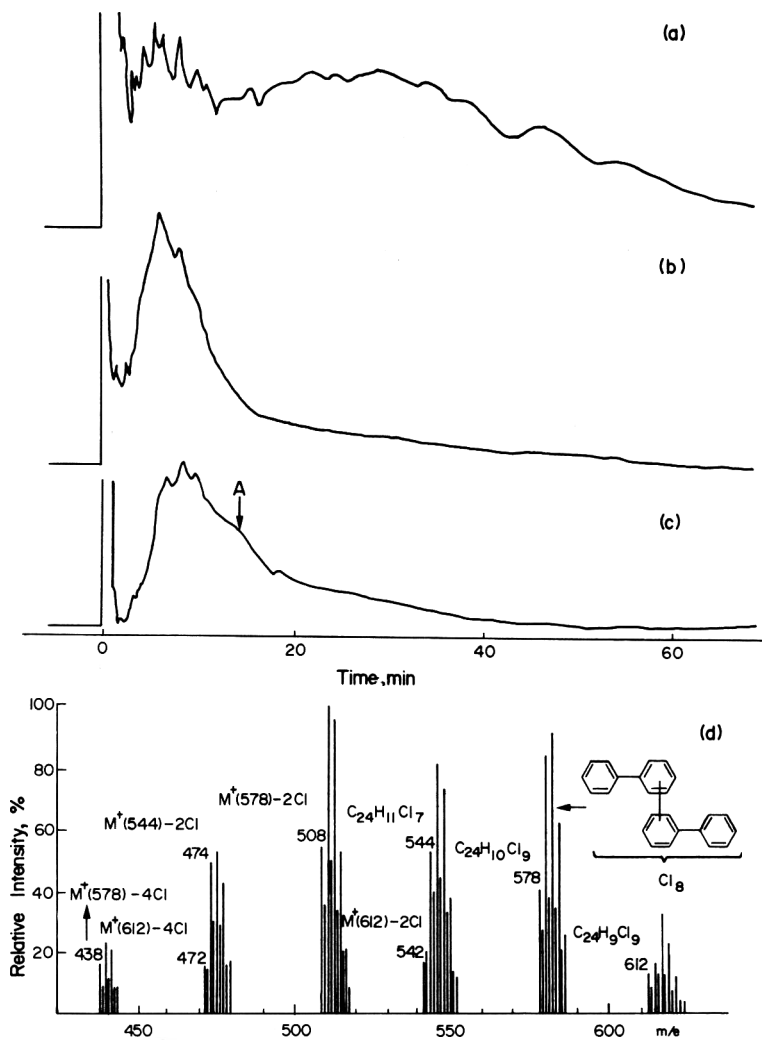 (a)
(b)
A
(c)
0 20 40 60
Time, min
(d)
100
80
60
40
20
Relative Intensity, %
M⁺(578)-4Cl
M⁺(612)-4Cl
438
M⁺(544)-2Cl
474
472
M⁺(578)-2Cl
508
M⁺(612)-2Cl
C₂₄H₁₁Cl₇
544
542
C₂₄H₁₀Cl₉
578
C₂₄H₉Cl₉
612
Cl₈
450 500 550 600 m/e